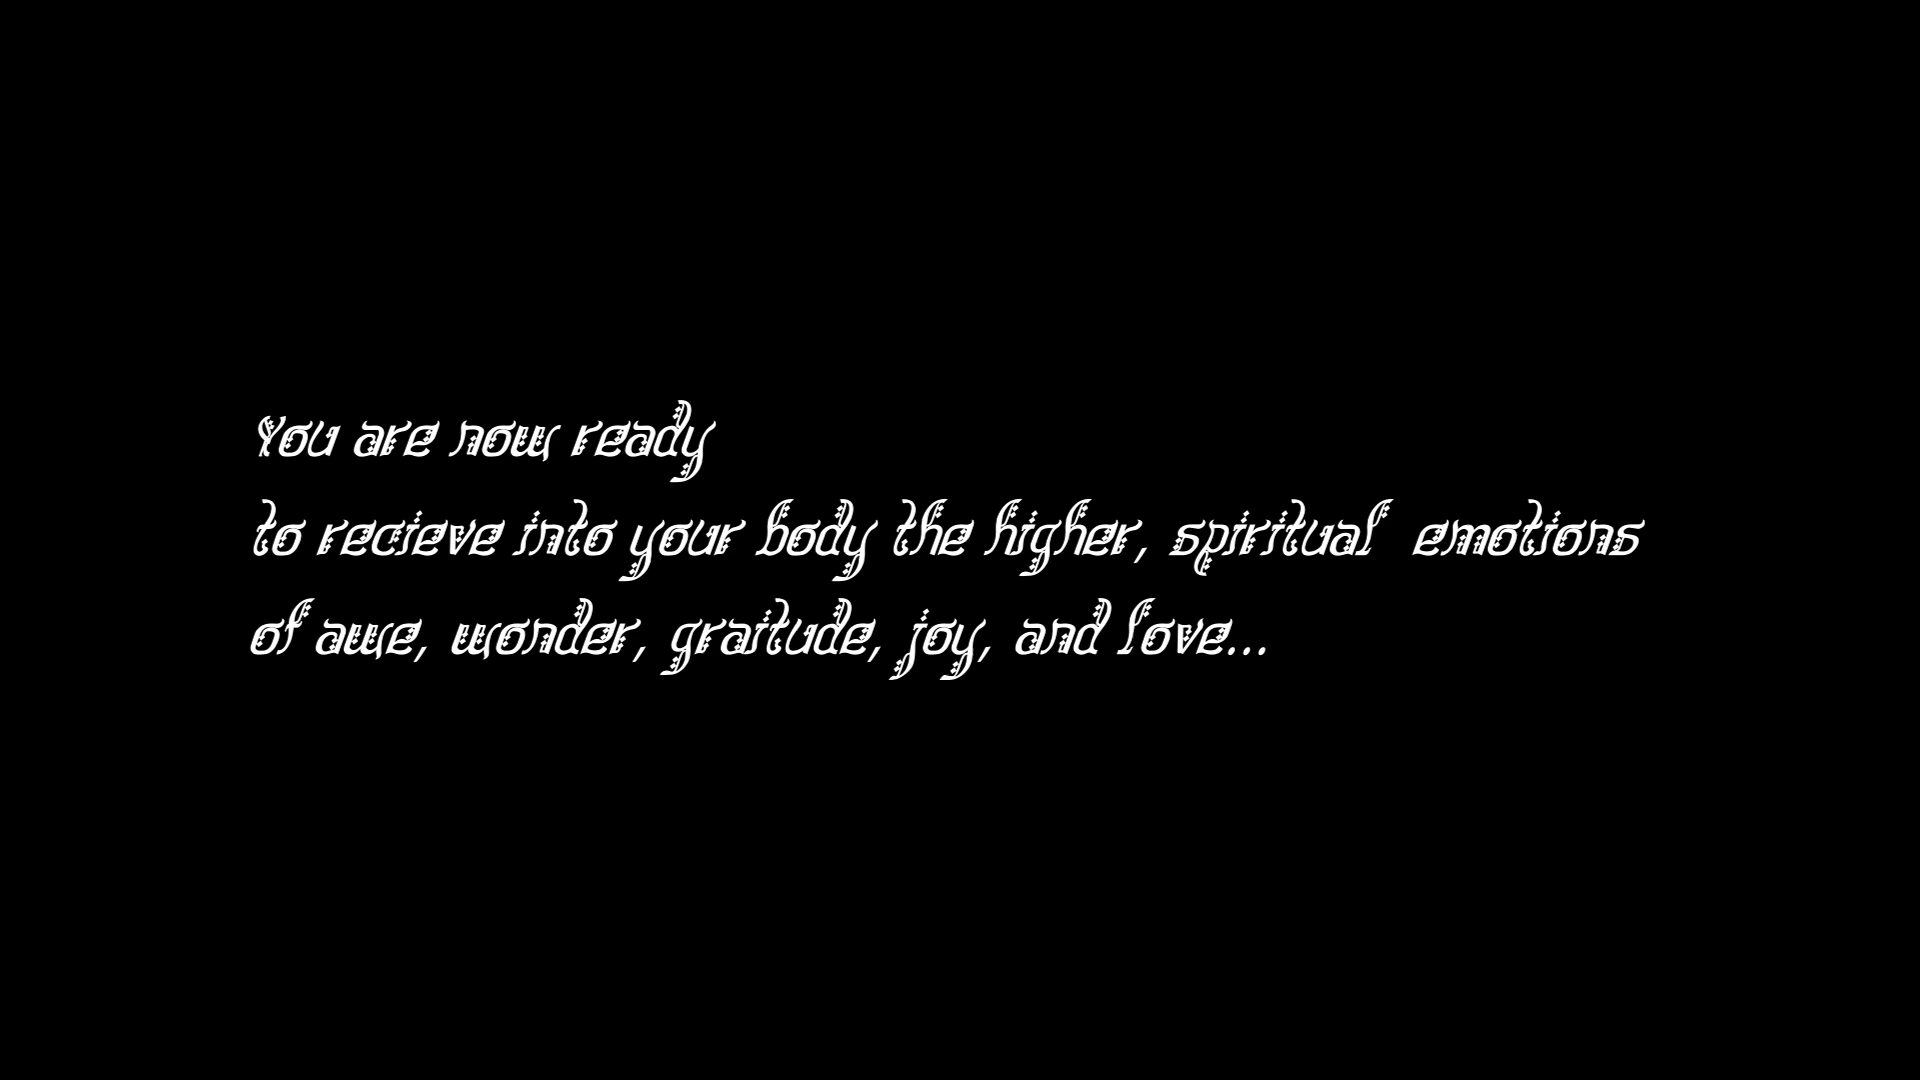 You are now ready
to recieve into your body the higher, spiritual emotions
of awe, wonder, graitude, joy, and love...